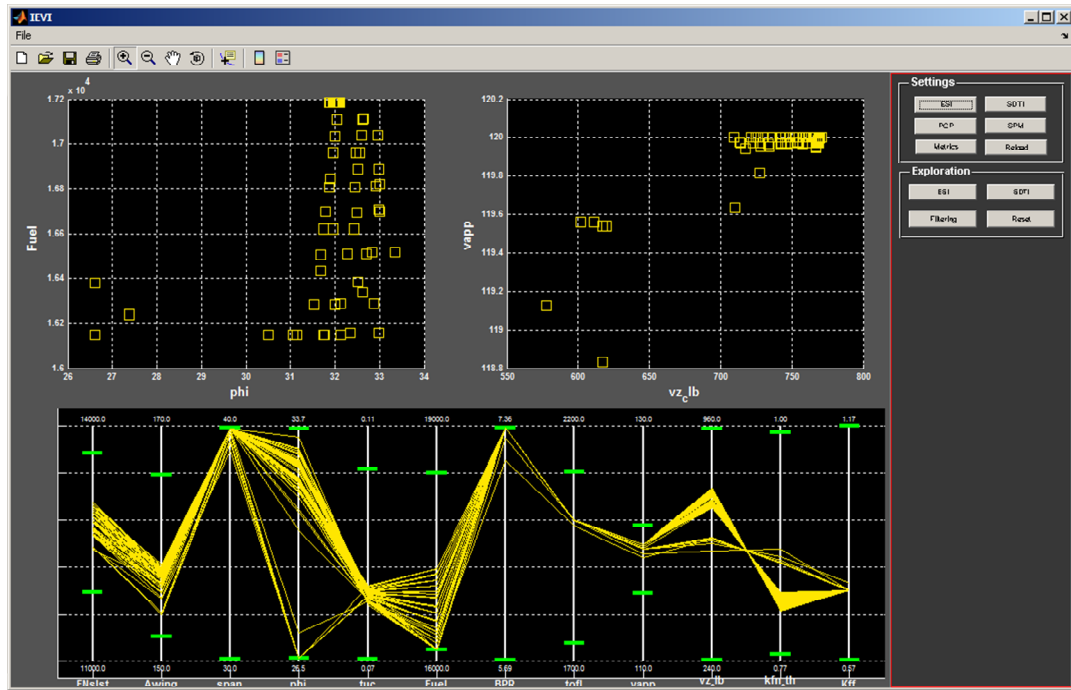 IEVI
File
x 10
4
1.72
1.7
1.68
1.66
1.64
1.62
1.6
Fuel
26 27 28 29 30 31 32 33 34
phi
120.2
120
119.8
119.6
119.4
119.2
119
118.8
vapp
550 600 650 700 750 800
vz_clb
Settings
ESI SDTI
PCP SPM
Metrics Reload
Exploration
EGI GDTI
Filtering Reset
14000.0 170.0 40.0 33.7 0.11 19000.0 7.36 2200.0 130.0 960.0 1.00 1.17
11000.0 150.0 30.0 26.5 0.07 16000.0 5.69 1700.0 110.0 240.0 0.77 0.57
FNslst Awing span phi tuc Fuel BPR tofl vapp vz_lb kfn_th Kff